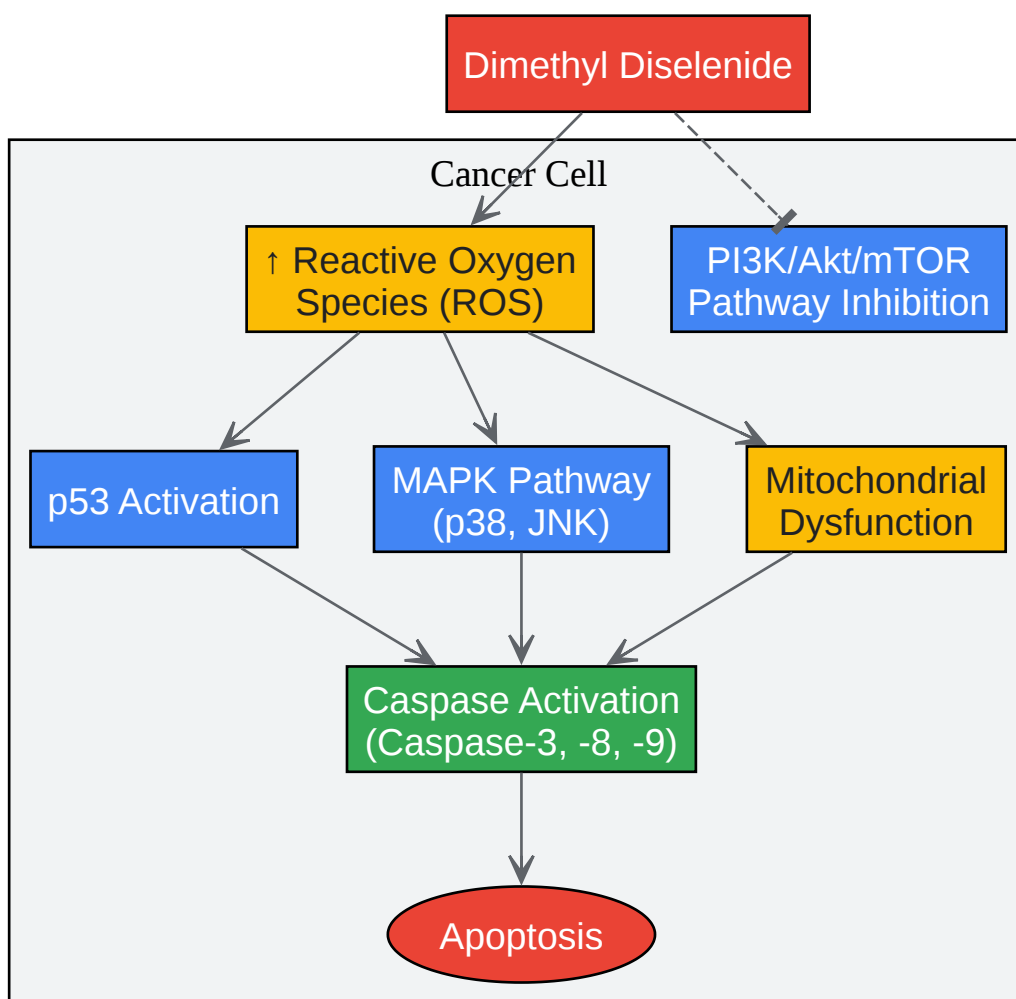 Dimethyl Diselenide
Cancer Cell
↑ Reactive Oxygen
Species (ROS)
PI3K/Akt/mTOR
Pathway Inhibition
p53 Activation
MAPK Pathway
(p38, JNK)
Mitochondrial
Dysfunction
Caspase Activation
(Caspase-3, -8, -9)
Apoptosis